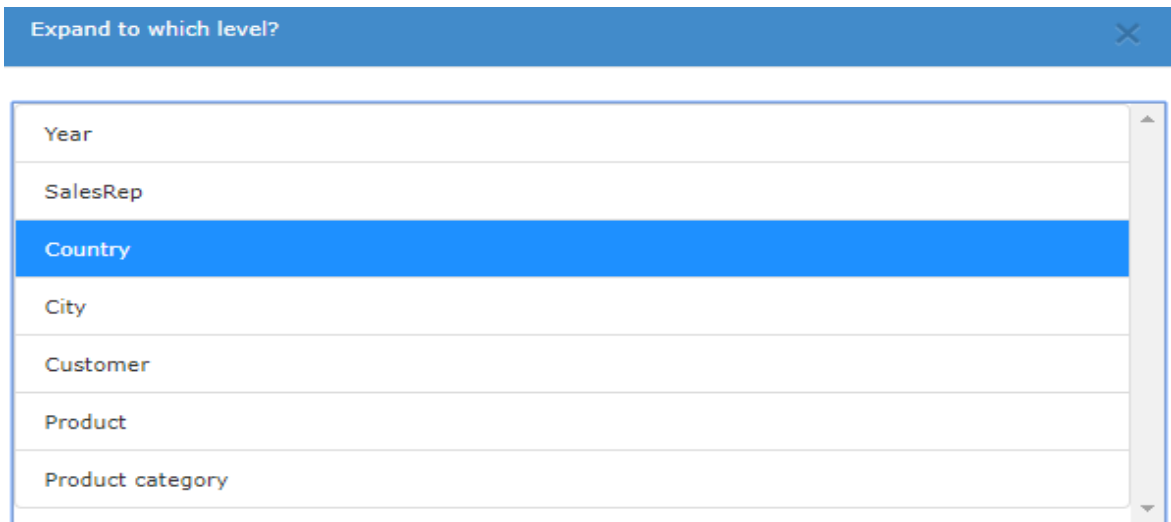 Expand to which level?
Year
SalesRep
Country
City
Customer
Product
Product category